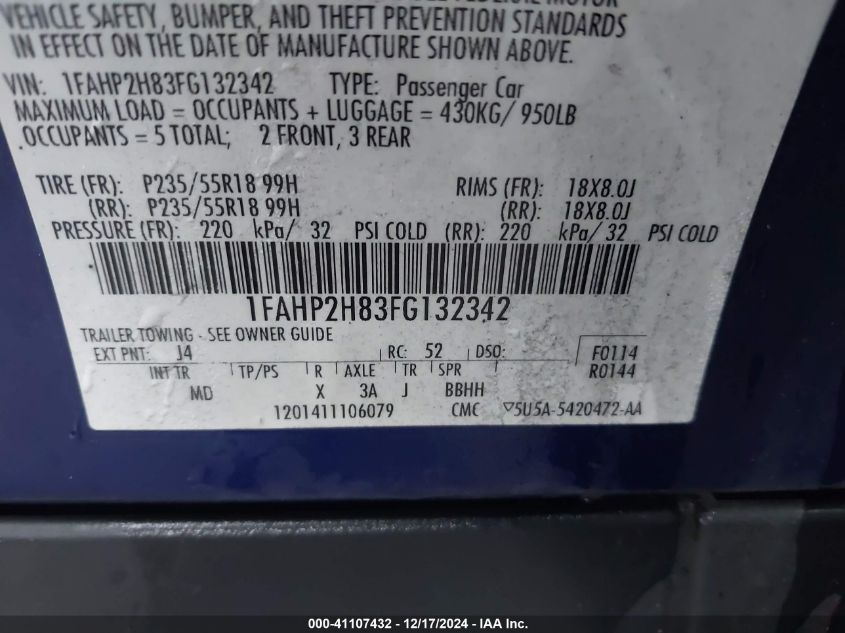 VEHICLE SAFETY, BUMPER, AND THEFT PREVENTION STANDARDS
IN EFFECT ON THE DATE OF MANUFACTURE SHOWN ABOVE.
VIN: 1FAHP2H83FG132342 TYPE: Passenger Car
MAXIMUM LOAD = OCCUPANTS + LUGGAGE = 430KG/ 950LB
OCCUPANTS = 5 TOTAL; 2 FRONT, 3 REAR
TIRE (FR): P235/55R18 99H RIMS (FR): 18X8.0J
(RR): P235/55R18 99H (RR): 18X8.0J
PRESSURE (FR): 220 kPa/ 32 PSI COLD (RR): 220 kPa/ 32 PSI COLD
1FAHP2H83FG132342
TRAILER TOWING - SEE OWNER GUIDE
EXT PNT: J4 RC: 52 DSO: F0114
INT TR TP/PS R AXLE TR SPR R0144
MD X 3A J BBHH
1201411106079 CMC 5U5A-5420472-AA
000-41107432 - 12/17/2024 - IAA Inc.